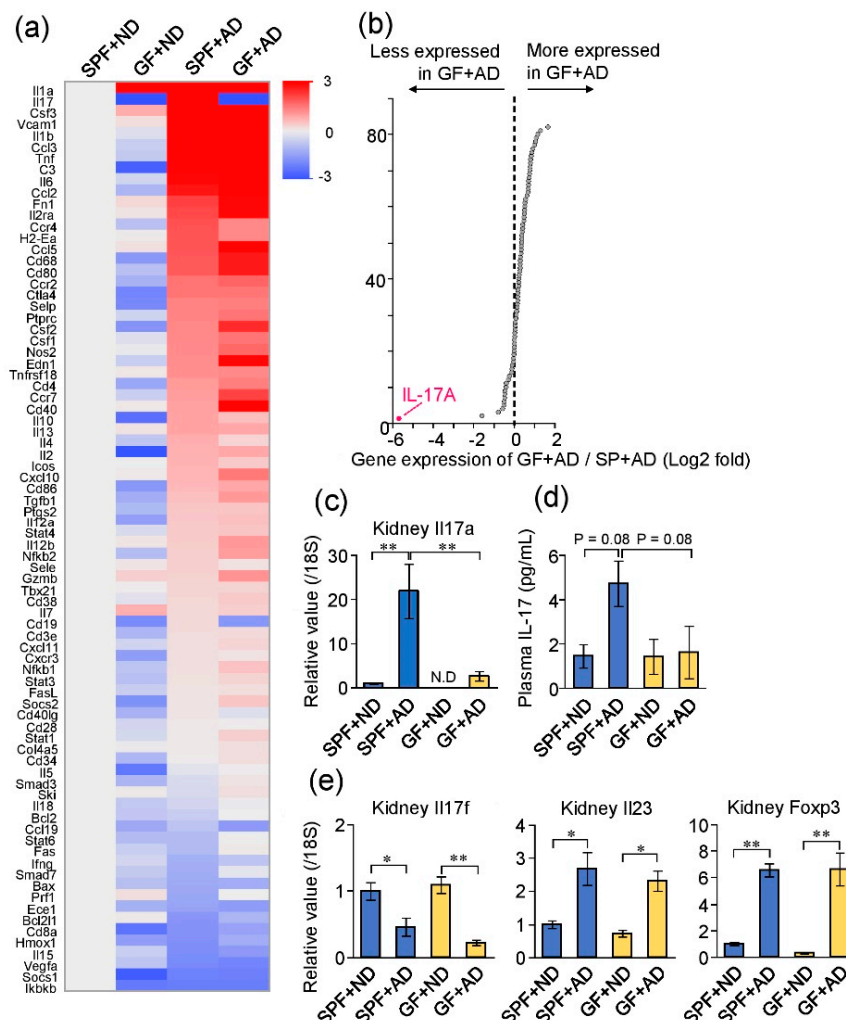 (a)
SPF+ND
GF+ND
SPF+AD
GF+AD
3
0
-3
Il1a
Il17
Csf3
Vcam1
Il1b
Ccl3
Tnf
C3
Il6
Ccl2
Fn1
Il2ra
Ccr4
H2-Ea
Ccl5
Cd68
Cd80
Ccr2
Ctla4
Selp
Ptprc
Csf2
Csf1
Nos2
Edn1
Tnfrsf18
Cd4
Ccr7
Cd40
Il10
Il13
Il4
Il2
Icos
Cxcl10
Cd86
Tgfb1
Ptgs2
Il12a
Stat4
Il12b
Nfkb2
Sele
Gzmb
Tbx21
Cd38
Il7
Cd19
Cd3e
Cxcl11
Cxcr3
Nfkb1
Stat3
FasL
Socs2
Cd40lg
Cd28
Stat1
Col4a5
Cd34
Il5
Smad3
Ski
Il18
Bcl2
Ccl19
Stat6
Fas
Ifng
Smad7
Bax
Prf1
Ece1
Bcl2l1
Cd8a
Hmox1
Il15
Vegfa
Socs1
Ikbkb
(b)
Less expressed
in GF+AD
More expressed
in GF+AD
80
40
0
IL-17A
-6
-4
-2
0
2
Gene expression of GF+AD / SP+AD (Log2 fold)
(c)
Kidney Il17a
Relative value (/18S)
30
20
10
0
**
**
N.D
SPF+ND
SPF+AD
GF+ND
GF+AD
(d)
P = 0.08
P = 0.08
Plasma IL-17 (pg/mL)
6
4
2
0
SPF+ND
SPF+AD
GF+ND
GF+AD
(e)
Kidney Il17f
Relative value (/18S)
2
1
0
*
**
SPF+ND
SPF+AD
GF+ND
GF+AD
Kidney Il23
4
3
2
1
0
*
*
SPF+ND
SPF+AD
GF+ND
GF+AD
Kidney Foxp3
10
8
6
4
2
0
**
**
SPF+ND
SPF+AD
GF+ND
GF+AD